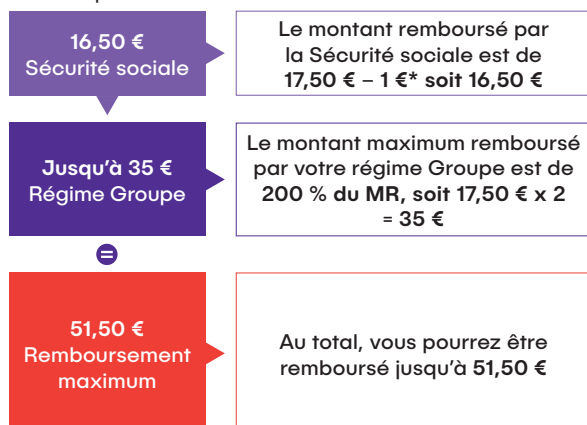 16,50 €
Sécurité sociale
Le montant remboursé par
la Sécurité sociale est de
17,50 € – 1 €* soit 16,50 €
Jusqu'à 35 €
Régime Groupe
Le montant maximum remboursé
par votre régime Groupe est de
200 % du MR, soit 17,50 € x 2
= 35 €
=
51,50 €
Remboursement
maximum
Au total, vous pourrez être
remboursé jusqu'à 51,50 €